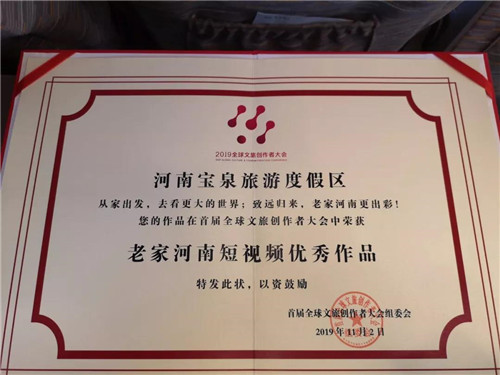 2019全球文旅创作者大会
河南宝泉旅游度假区
从家出发，去看更大的世界；致远归来，老家河南更出彩！
您的作品在首届全球文旅创作者大会中荣获
老家河南短视频优秀作品
特发此状，以资鼓励
首届全球文旅创作者大会组委会
2019年11月2日